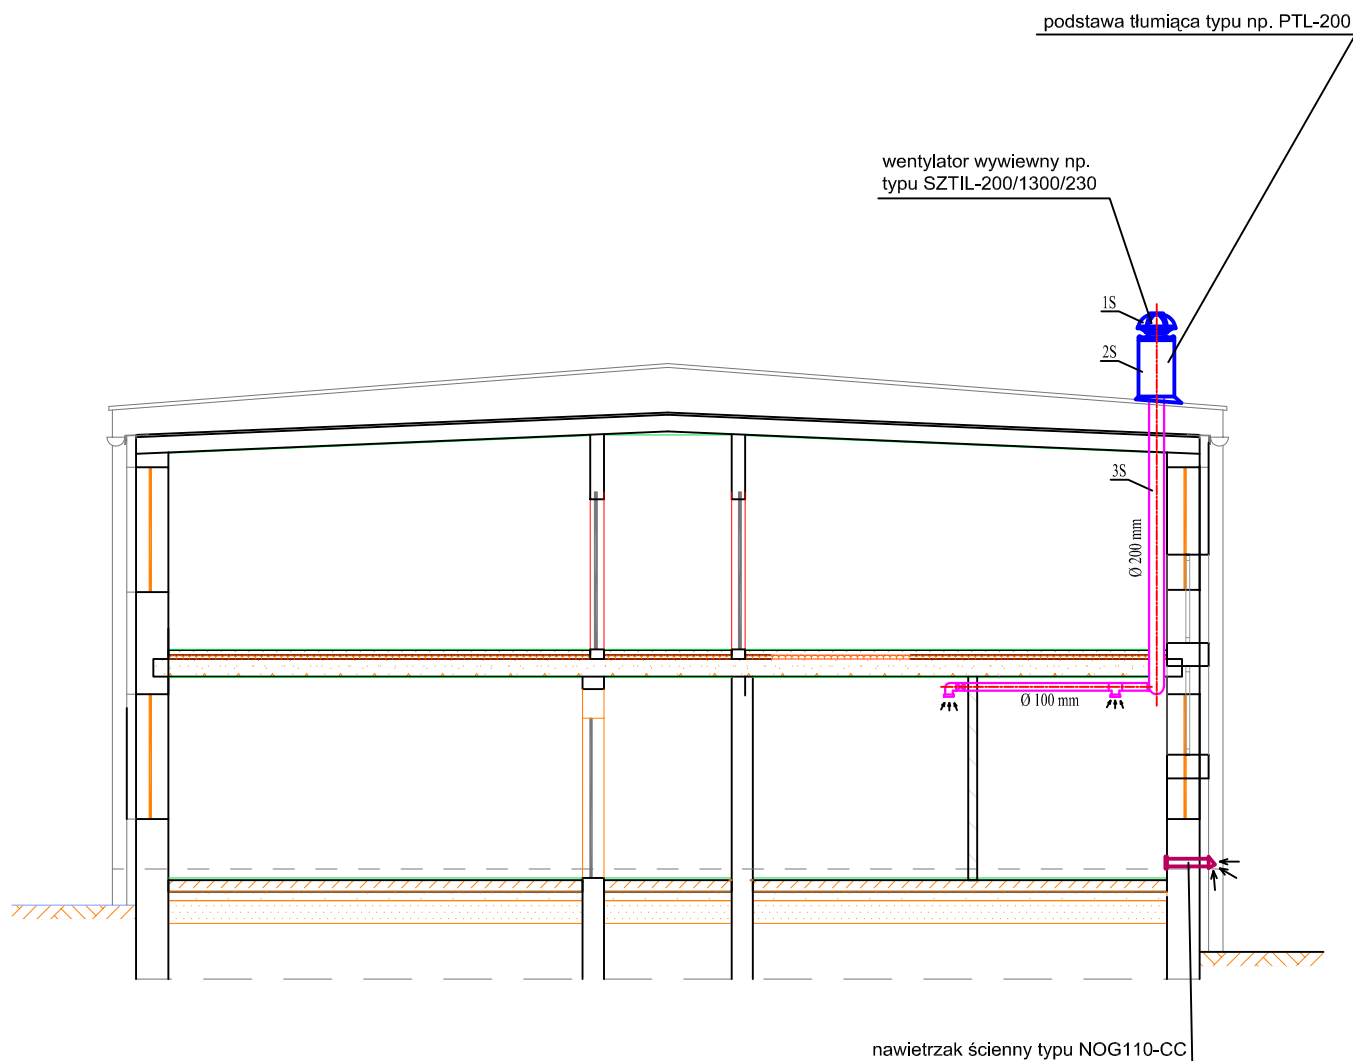 podstawa tłumiąca typu np. PTL-200
wentylator wywiewny np.
typu SZTIL-200/1300/230
1S
2S
3S
Ø 200 mm
Ø 100 mm
nawietrzak ścienny typu NOG110-CC